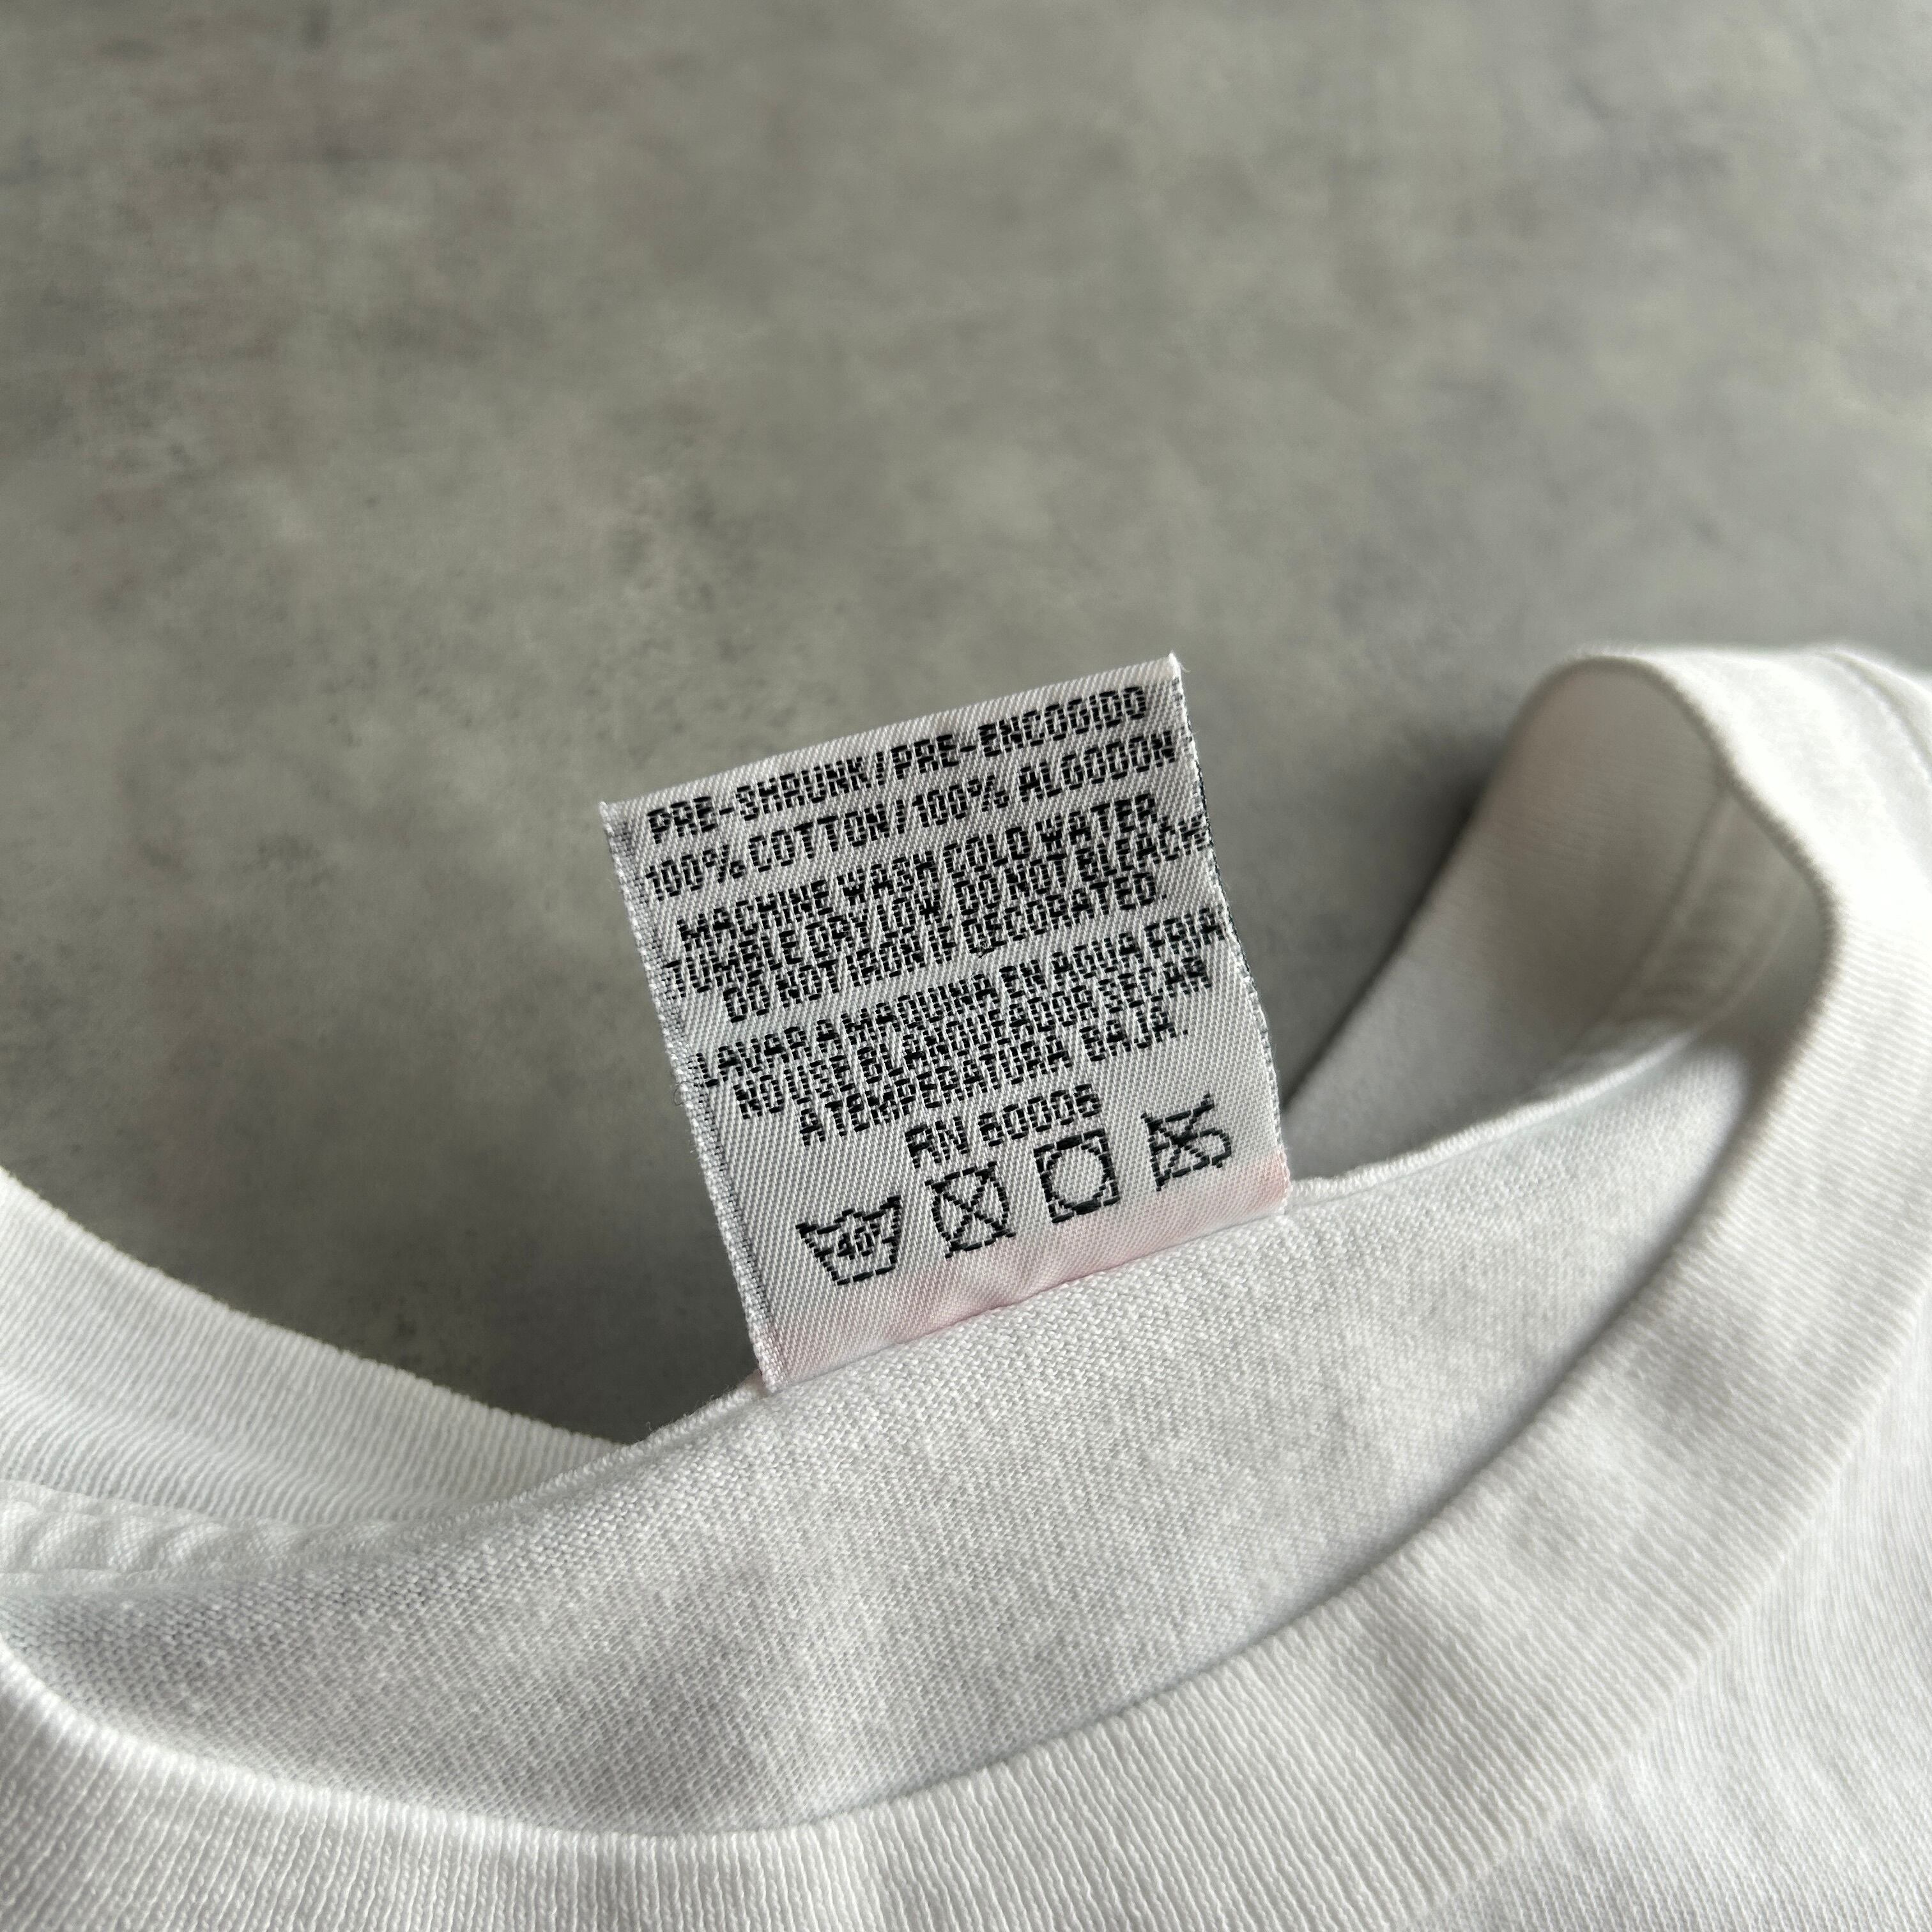 PRE-SHRUNK/PRE-ENCOGIDO
100% COTTON/100% ALGODON
MACHINE WASH COLD WATER
TUMBLE DRY LOW DO NOT BLEACH
DO NOT IRON IF DECORATED
LAVAR A MAQUINA EN AGUA FRIA
NO USE BLANQUEADOR SECAR
A TEMPERATURA BAJA.
RN 60006
40°